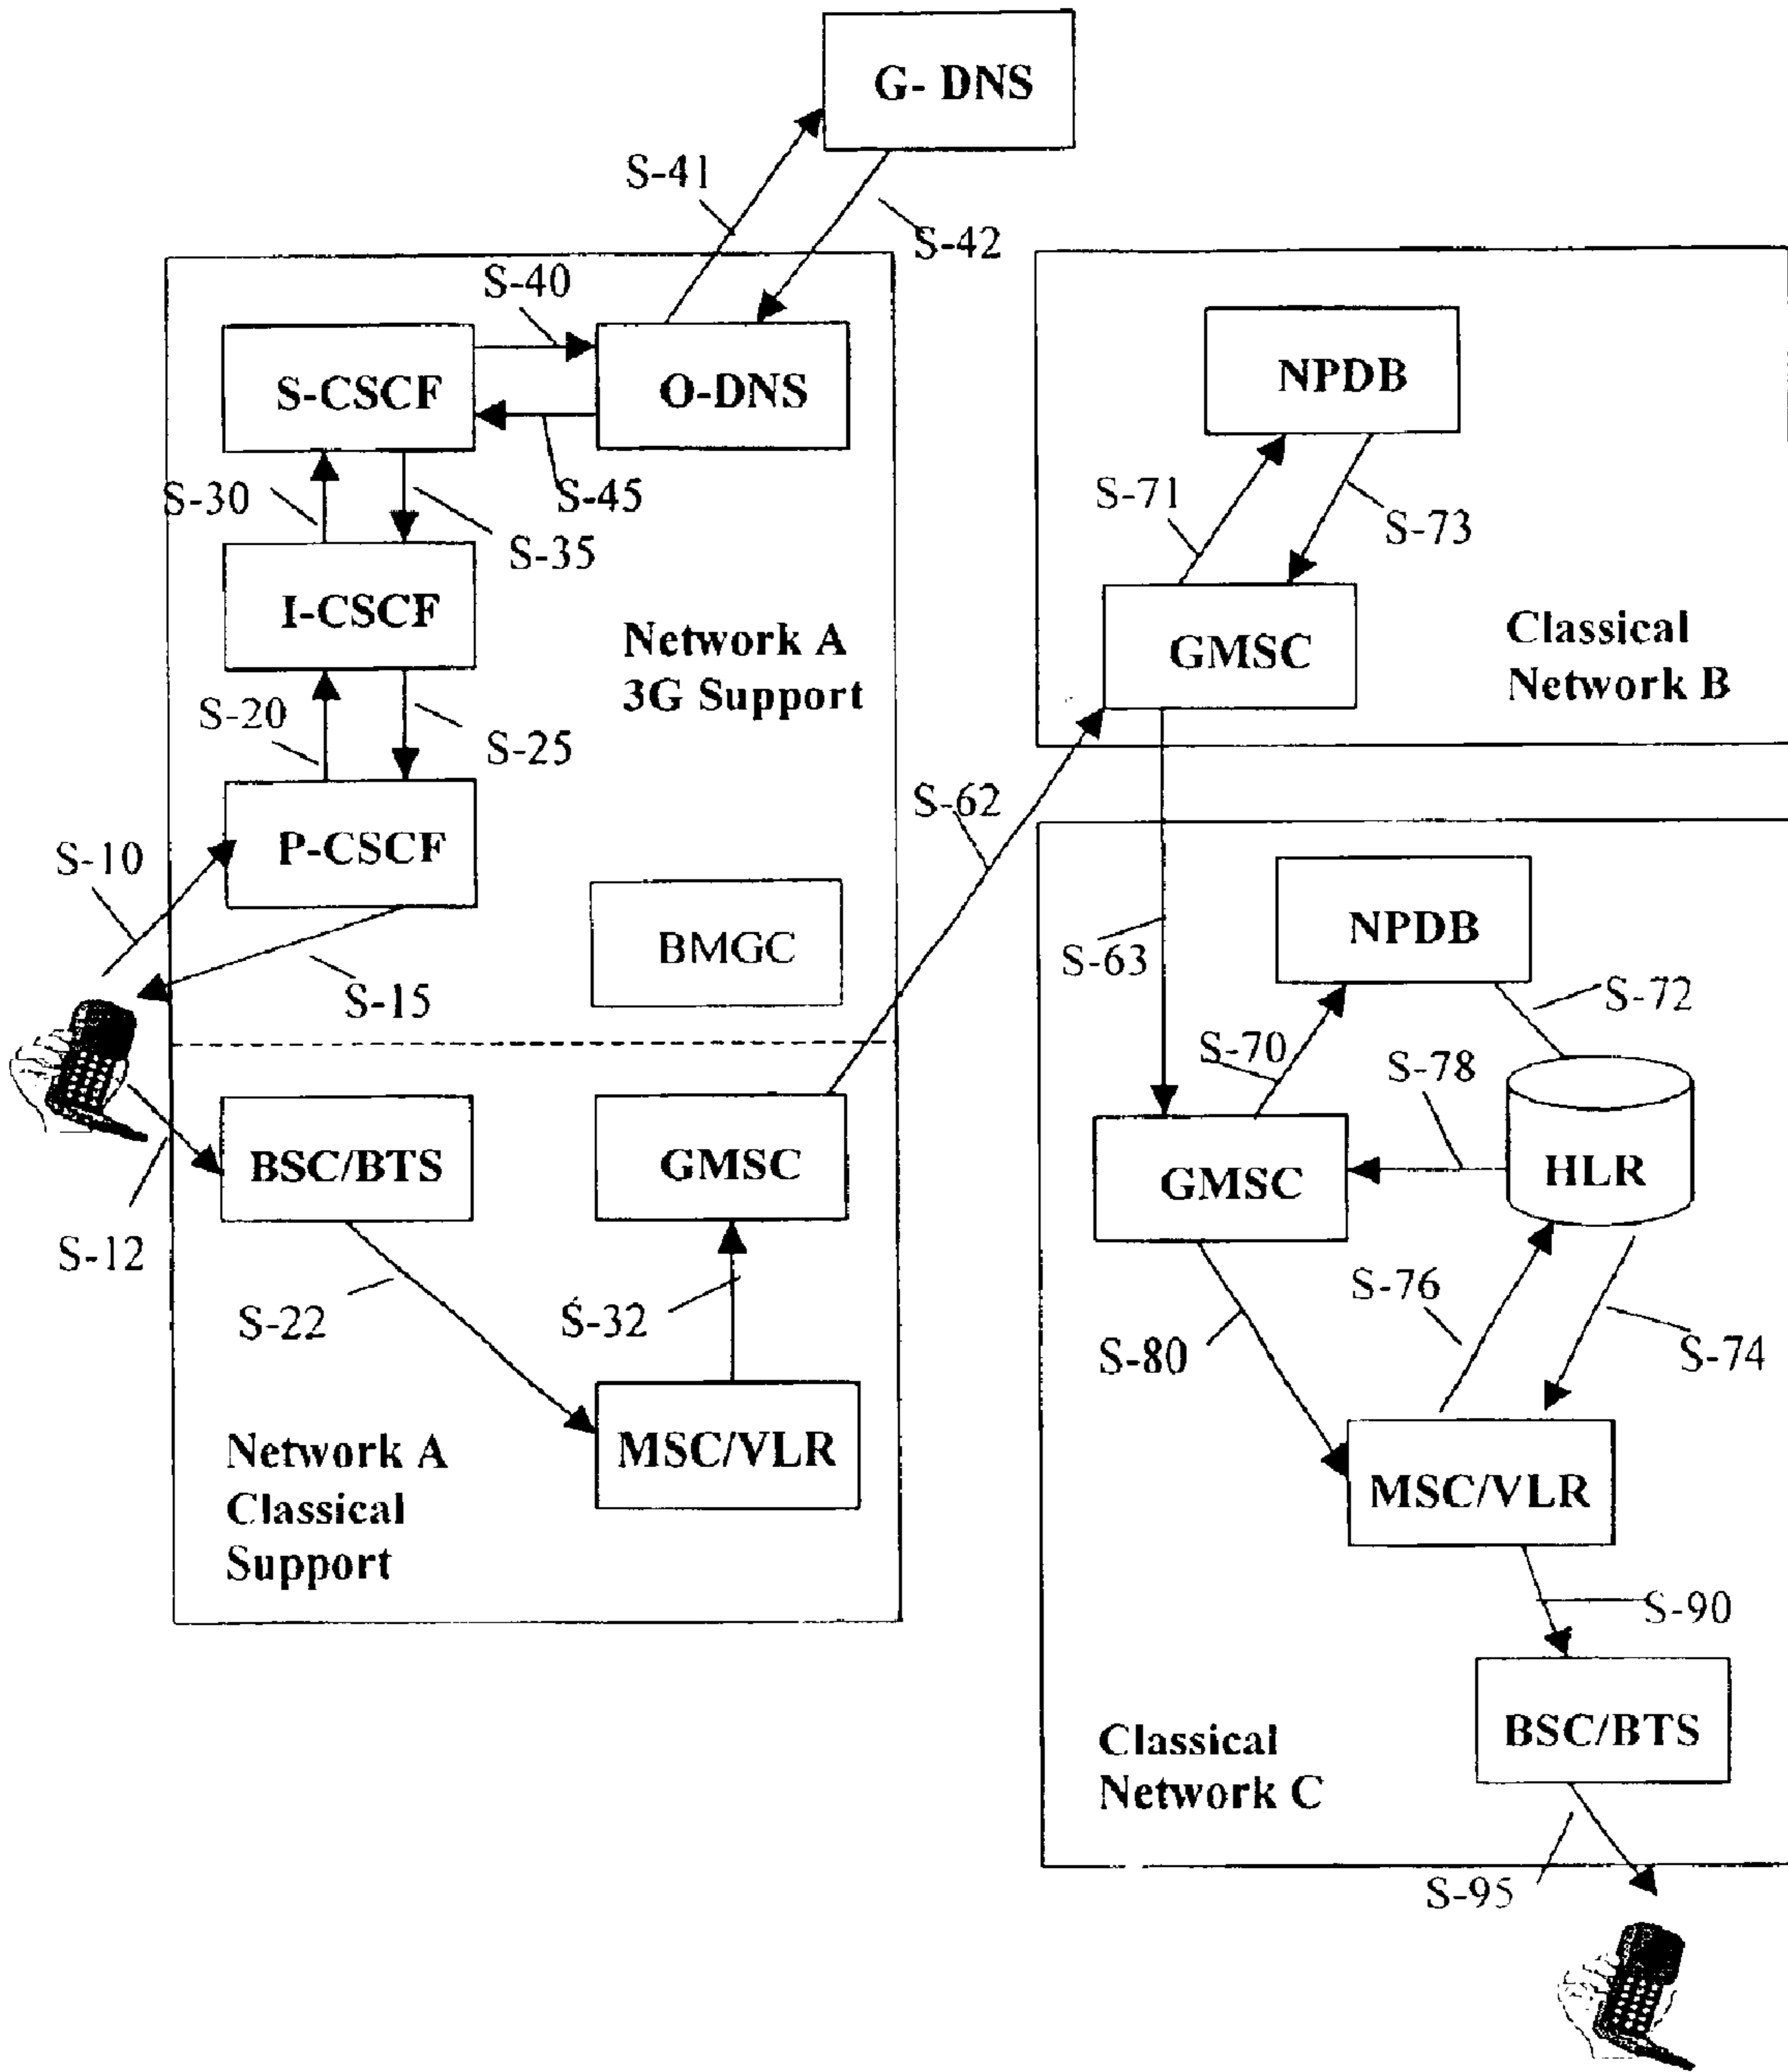 G- DNS
S-41
S-42
S-40
S-CSCF
O-DNS
S-45
S-30
S-35
I-CSCF
Network A
3G Support
S-20
S-25
P-CSCF
S-10
S-15
BMGC
NPDB
S-71
S-73
GMSC
Classical
Network B
S-62
S-63
NPDB
S-72
S-70
S-78
GMSC
HLR
S-76
S-74
S-80
MSC/VLR
S-90
BSC/BTS
Classical
Network C
S-95
BSC/BTS
GMSC
S-12
S-22
S-32
MSC/VLR
Network A
Classical
Support